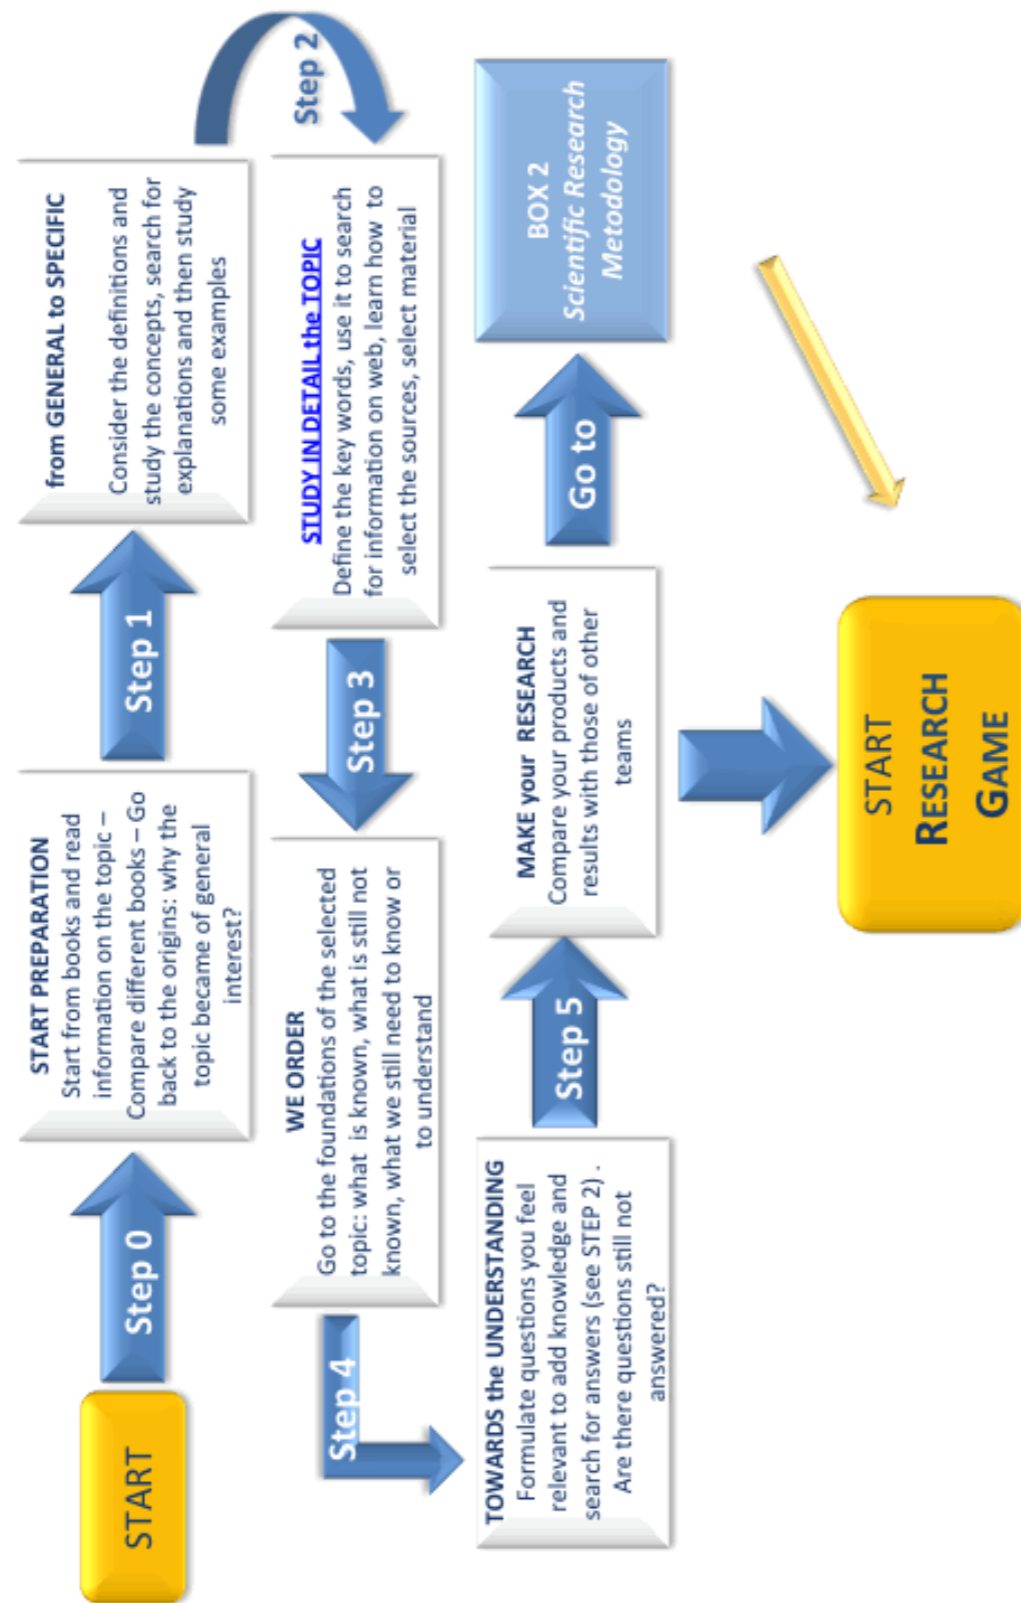 START
Step 0
START PREPARATION
Start from books and read
information on the topic –
Compare different books – Go
back to the origins: why the
topic became of general
interest?
Step 1
from GENERAL to SPECIFIC
Consider the definitions and
study the concepts, search for
explanations and then study
some examples
Step 2
STUDY IN DETAIL the TOPIC
Define the key words, use it to search
for information on web, learn how to
select the sources, select material
Step 3
WE ORDER
Go to the foundations of the selected
topic: what is known, what is still not
known, what we still need to know or
to understand
Step 4
TOWARDS the UNDERSTANDING
Formulate questions you feel
relevant to add knowledge and
search for answers (see STEP 2) .
Are there questions still not
answered?
Step 5
MAKE your RESEARCH
Compare your products and
results with those of other
teams
Go to
BOX 2
Scientific Research
Metodology
START
RESEARCH
GAME